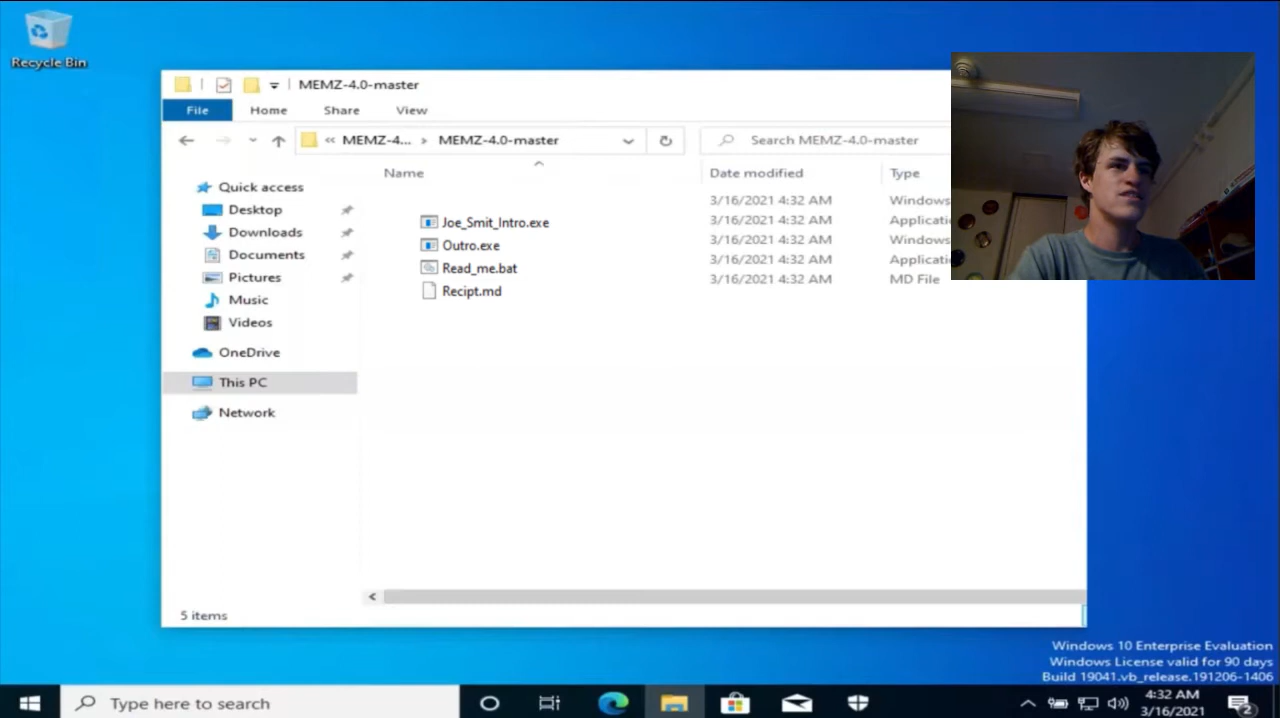 Recycle Bin
MEMZ-4.0-master
File Home Share View
« MEMZ-4... › MEMZ-4.0-master
Search MEMZ-4.0-master
Name Date modified Type
Quick access
Desktop
Downloads
Documents
Pictures
Music
Videos
OneDrive
This PC
Network
3/16/2021 4:32 AM Windows
Joe_Smit_Intro.exe 3/16/2021 4:32 AM Applicati
Outro.exe 3/16/2021 4:32 AM Windows
Read_me.bat 3/16/2021 4:32 AM Applicati
Recipt.md 3/16/2021 4:32 AM MD File
5 items
Windows 10 Enterprise Evaluation
Windows License valid for 90 days
Build 19041.vb_release.191206-1406
Type here to search
4:32 AM
3/16/2021
2